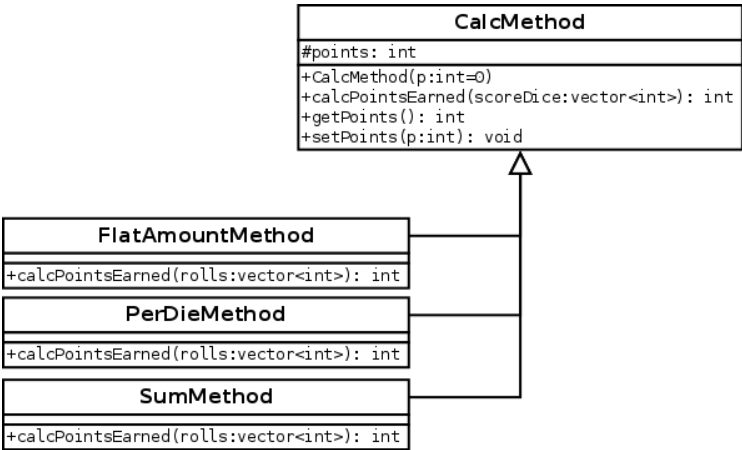 CalcMethod
#points: int
+CalcMethod(p:int=0)
+calcPointsEarned(scoreDice:vector<int>): int
+getPoints(): int
+setPoints(p:int): void
FlatAmountMethod
+calcPointsEarned(rolls:vector<int>): int
PerDieMethod
+calcPointsEarned(rolls:vector<int>): int
SumMethod
+calcPointsEarned(rolls:vector<int>): int